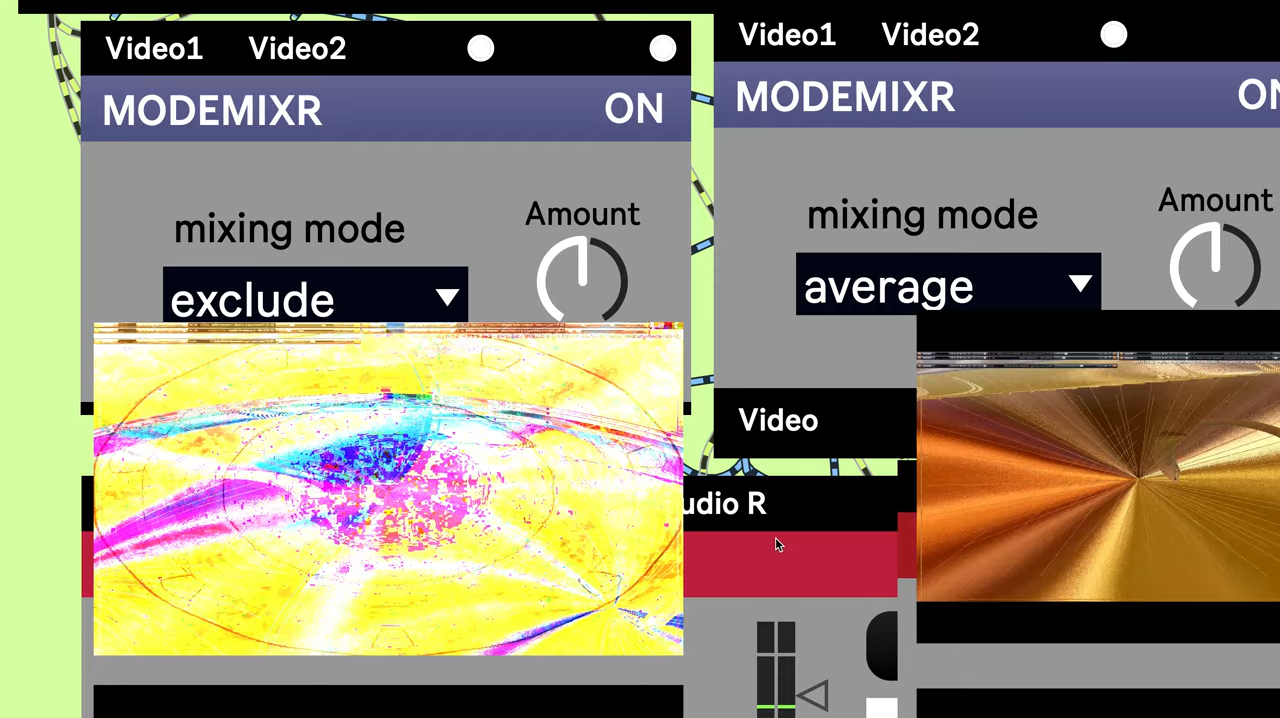 Video1 Video2
MODEMIXR ON
mixing mode
Amount
exclude
Video1 Video2
MODEMIXR
mixing mode
Amount
average
Video
udio R